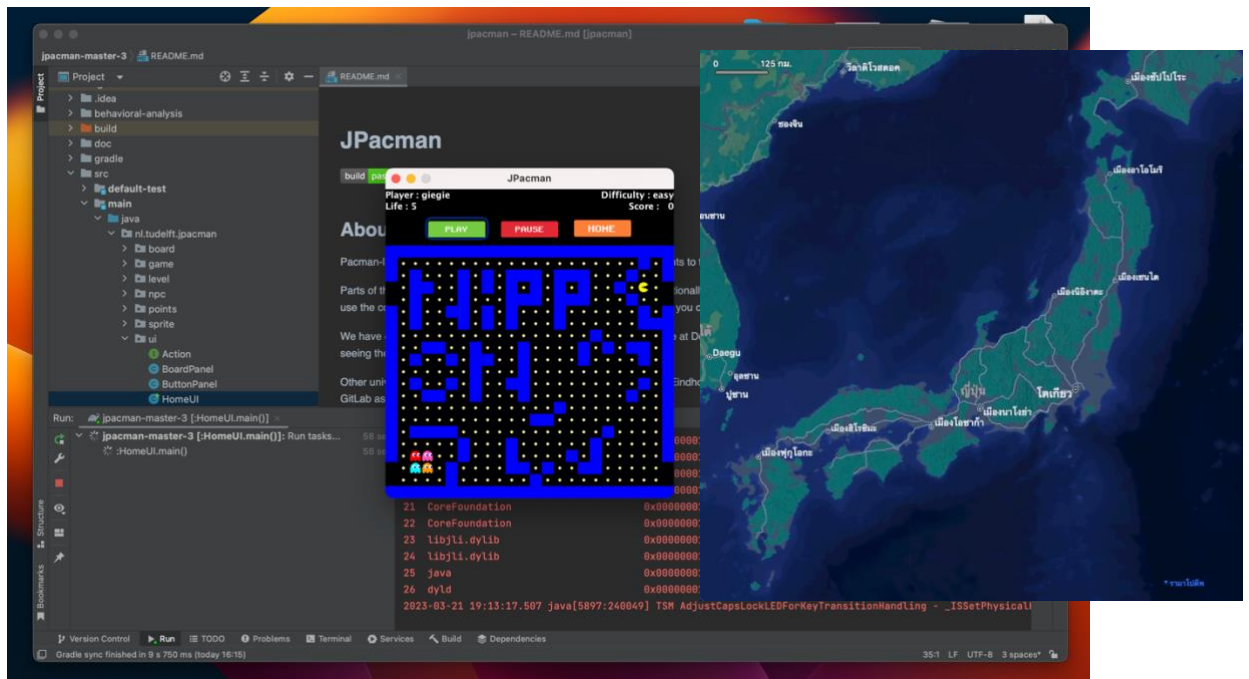 jpacman – README.md [jpacman]
jpacman-master-3
README.md
Project
Project
README.md
.idea
behavioral-analysis
build
doc
gradle
src
default-test
main
java
nl.tudelft.jpacman
board
game
level
npc
points
sprite
ui
Action
BoardPanel
ButtonPanel
HomeUI
JPacman
build
Abou
Pacman-
Parts of th
use the co
We have
seeing the
Other univ
GitLab as
JPacman
Player : giegie
Difficulty : easy
Life : 5
Score : 0
PLAY
PAUSE
HOME
Run:
jpacman-master-3 [:HomeUI.main()]
jpacman-master-3 [:HomeUI.main()]: Run tasks...
:HomeUI.main()
21 CoreFoundation
22 CoreFoundation
23 libjli.dylib
24 libjli.dylib
25 java
26 dyld
2023-03-21 19:13:17.507 java[5897:240049] TSM AdjustCapsLockLEDForKeyTransitionHandling - _ISSetPhysical
Structure
Bookmarks
Version Control
Run
TODO
Problems
Terminal
Services
Build
Dependencies
Gradle sync finished in 9 s 750 ms (today 16:15)
35:1 LF UTF-8 3 spaces*
0 125 กม.
วลาดิโวสตอค
เมืองซัปโปโระ
ชองจิน
เมืองอาโอโมริ
เมืองเซนได
เมืองนีงาตะ
Daegu
อุลซาน
ปูซาน
ญี่ปุ่น
โตเกียว
เมืองนาโงย่า
เมืองโอซาก้า
เมืองฮิโรชิมะ
เมืองฟุกุโอกะ